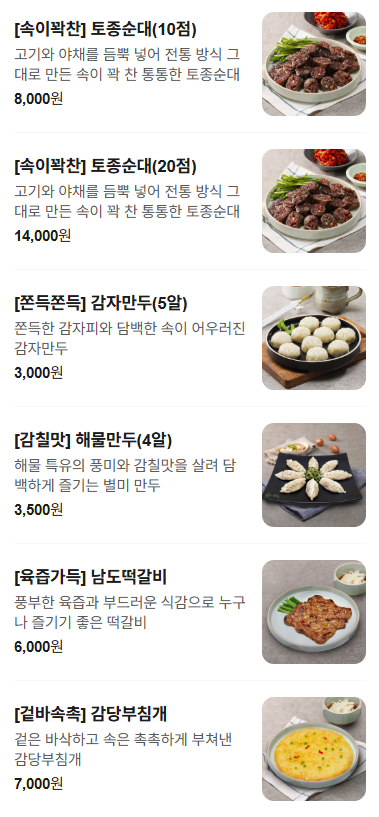 [속이꽉찬] 토종순대(10점)
고기와 야채를 듬뿍 넣어 전통 방식 그
대로 만든 속이 꽉 찬 통통한 토종순대
8,000원
[속이꽉찬] 토종순대(20점)
고기와 야채를 듬뿍 넣어 전통 방식 그
대로 만든 속이 꽉 찬 통통한 토종순대
14,000원
[쫀득쫀득] 감자만두(5알)
쫀득한 감자피와 담백한 속이 어우러진
감자만두
3,000원
[감칠맛] 해물만두(4알)
해물 특유의 풍미와 감칠맛을 살려 담
백하게 즐기는 별미 만두
3,500원
[육즙가득] 남도떡갈비
풍부한 육즙과 부드러운 식감으로 누구
나 즐기기 좋은 떡갈비
6,000원
[겉바속촉] 감당부침개
겉은 바삭하고 속은 촉촉하게 부쳐낸
감당부침개
7,000원